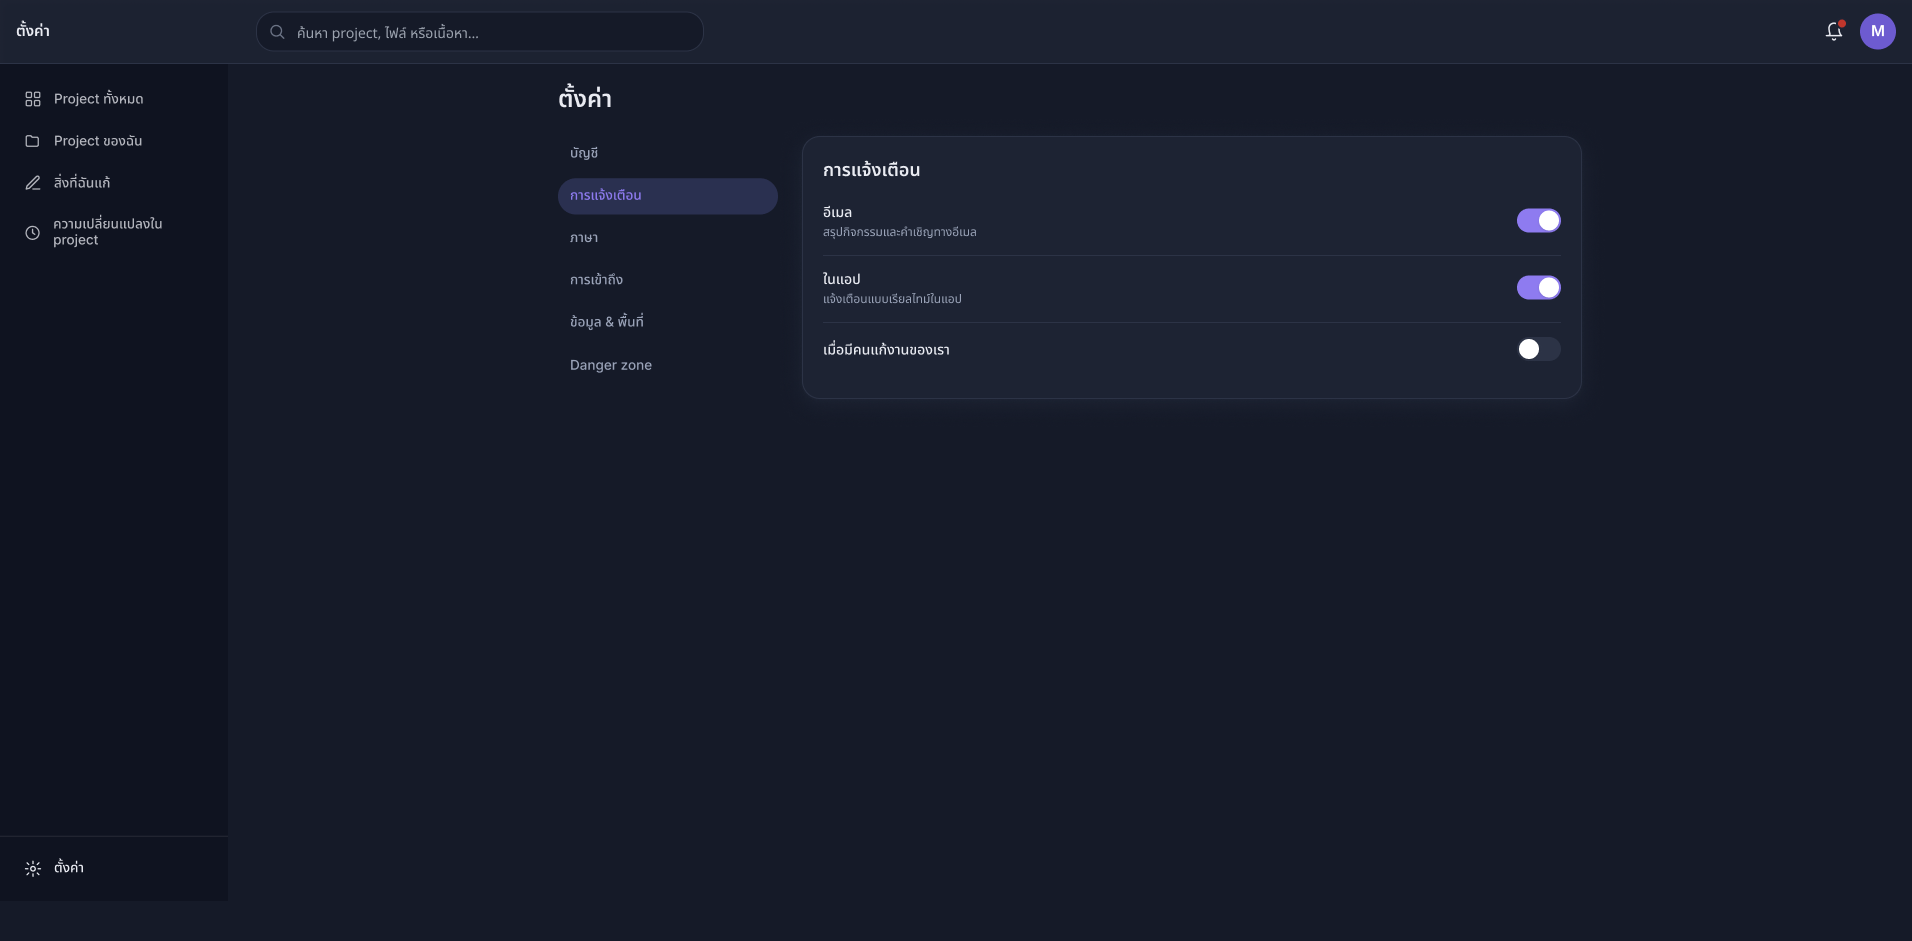 ตั้งค่า
ค้นหา project, ไฟล์ หรือเนื้อหา...
M
Project ทั้งหมด
Project ของฉัน
สิ่งที่ฉันแก้
ความเปลี่ยนแปลงใน
project
ตั้งค่า
ตั้งค่า
บัญชี
การแจ้งเตือน
ภาษา
การเข้าถึง
ข้อมูล & พื้นที่
Danger zone
การแจ้งเตือน
อีเมล
สรุปกิจกรรมและคำเชิญทางอีเมล
ในแอป
แจ้งเตือนแบบเรียลไทม์ในแอป
เมื่อมีคนแก้งานของเรา